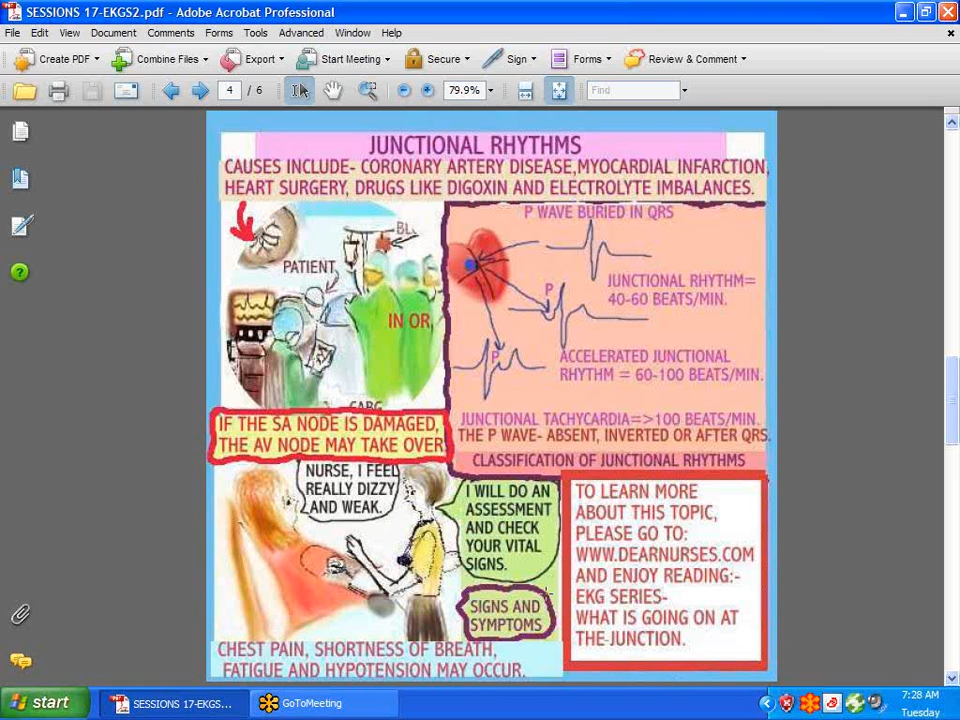 SESSIONS 17-EKGS2.pdf - Adobe Acrobat Professional
File Edit View Document Comments Forms Tools Advanced Window Help
Create PDF Combine Files Export Start Meeting Secure Sign Forms Review & Comment
4 / 6 79.9% Find
JUNCTIONAL RHYTHMS
CAUSES INCLUDE- CORONARY ARTERY DISEASE,MYOCARDIAL INFARCTION,
HEART SURGERY, DRUGS LIKE DIGOXIN AND ELECTROLYTE IMBALANCES.
BL
PATIENT
IN OR
CABG
P WAVE BURIED IN QRS
JUNCTIONAL RHYTHM=
40-60 BEATS/MIN.
P
P
ACCELERATED JUNCTIONAL
RHYTHM = 60-100 BEATS/MIN.
JUNCTIONAL TACHYCARDIA=>100 BEATS/MIN.
THE P WAVE- ABSENT, INVERTED OR AFTER QRS.
CLASSIFICATION OF JUNCTIONAL RHYTHMS
IF THE SA NODE IS DAMAGED,
THE AV NODE MAY TAKE OVER
NURSE, I FEEL
REALLY DIZZY
AND WEAK.
I WILL DO AN
ASSESSMENT
AND CHECK
YOUR VITAL
SIGNS.
SIGNS AND
SYMPTOMS
CHEST PAIN, SHORTNESS OF BREATH,
FATIGUE AND HYPOTENSION MAY OCCUR.
TO LEARN MORE
ABOUT THIS TOPIC,
PLEASE GO TO:
WWW.DEARNURSES.COM
AND ENJOY READING:-
EKG SERIES-
WHAT IS GOING ON AT
THE JUNCTION.
start SESSIONS 17-EKGS... GoToMeeting 7:28 AM
Tuesday